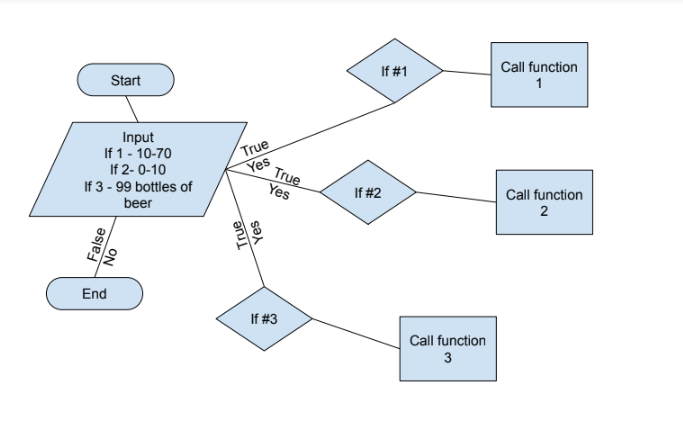 Start
Input
If 1 - 10-70
If 2- 0-10
If 3 - 99 bottles of
beer
True
Yes
True
Yes
True
Yes
False
No
End
If #1
Call function
1
If #2
Call function
2
If #3
Call function
3